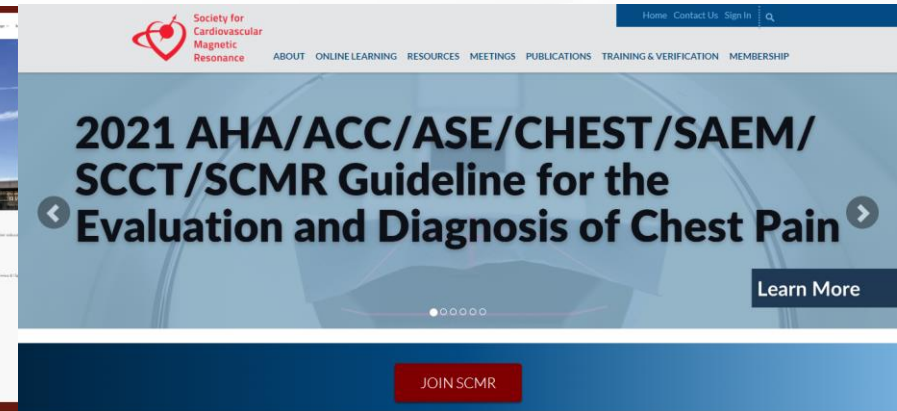 Society for
Cardiovascular
Magnetic
Resonance
Home Contact Us Sign In
ABOUT ONLINE LEARNING RESOURCES MEETINGS PUBLICATIONS TRAINING & VERIFICATION MEMBERSHIP
2021 AHA/ACC/ASE/CHEST/SAEM/
SCCT/SCMR Guideline for the
Evaluation and Diagnosis of Chest Pain
Learn More
JOIN SCMR